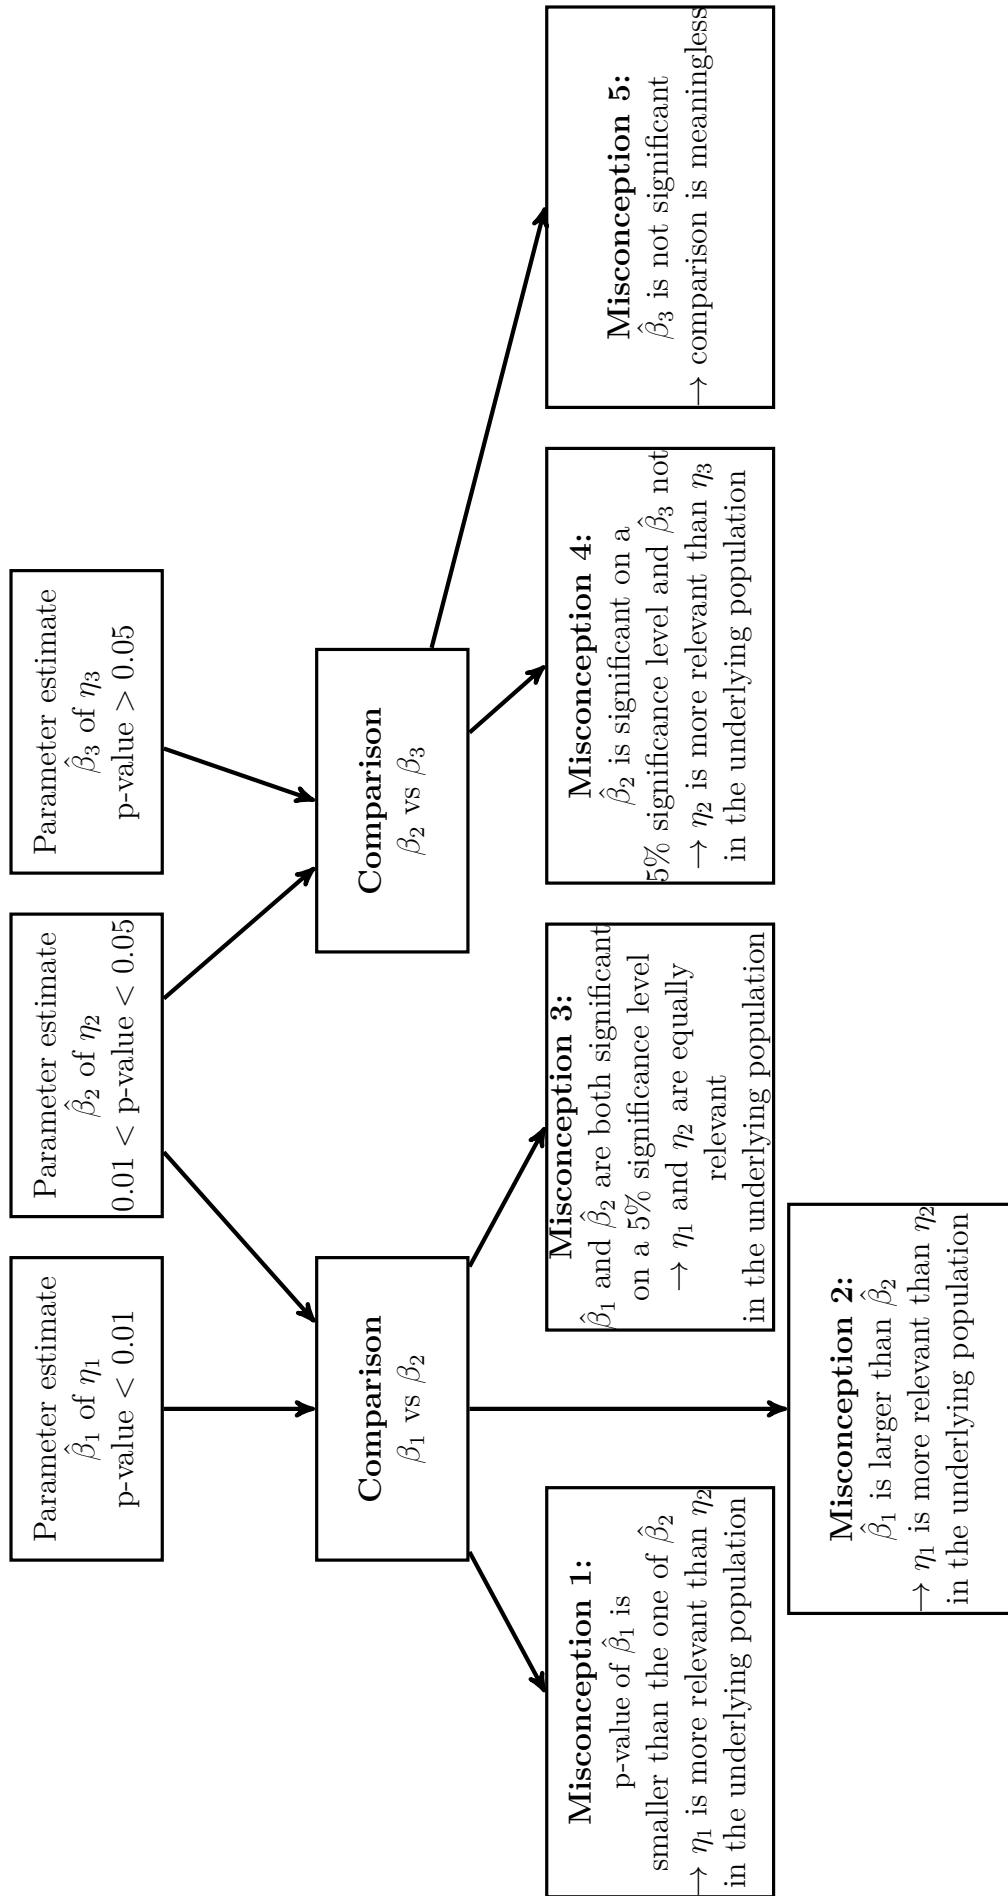 Parameter estimate
β̂₁ of η₁
p-value < 0.01
Parameter estimate
β̂₂ of η₂
0.01 < p-value < 0.05
Parameter estimate
β̂₃ of η₃
p-value > 0.05
Comparison
β₁ vs β₂
Comparison
β₂ vs β₃
Misconception 1:
p-value of β̂₁ is
smaller than the one of β̂₂
→ η₁ is more relevant than η₂
in the underlying population
Misconception 2:
β̂₁ is larger than β̂₂
→ η₁ is more relevant than η₂
in the underlying population
Misconception 3:
β̂₁ and β̂₂ are both significant
on a 5% significance level
→ η₁ and η₂ are equally
relevant
in the underlying population
Misconception 4:
β̂₂ is significant on a
5% significance level and β̂₃ not
→ η₂ is more relevant than η₃
in the underlying population
Misconception 5:
β̂₃ is not significant
→ comparison is meaningless